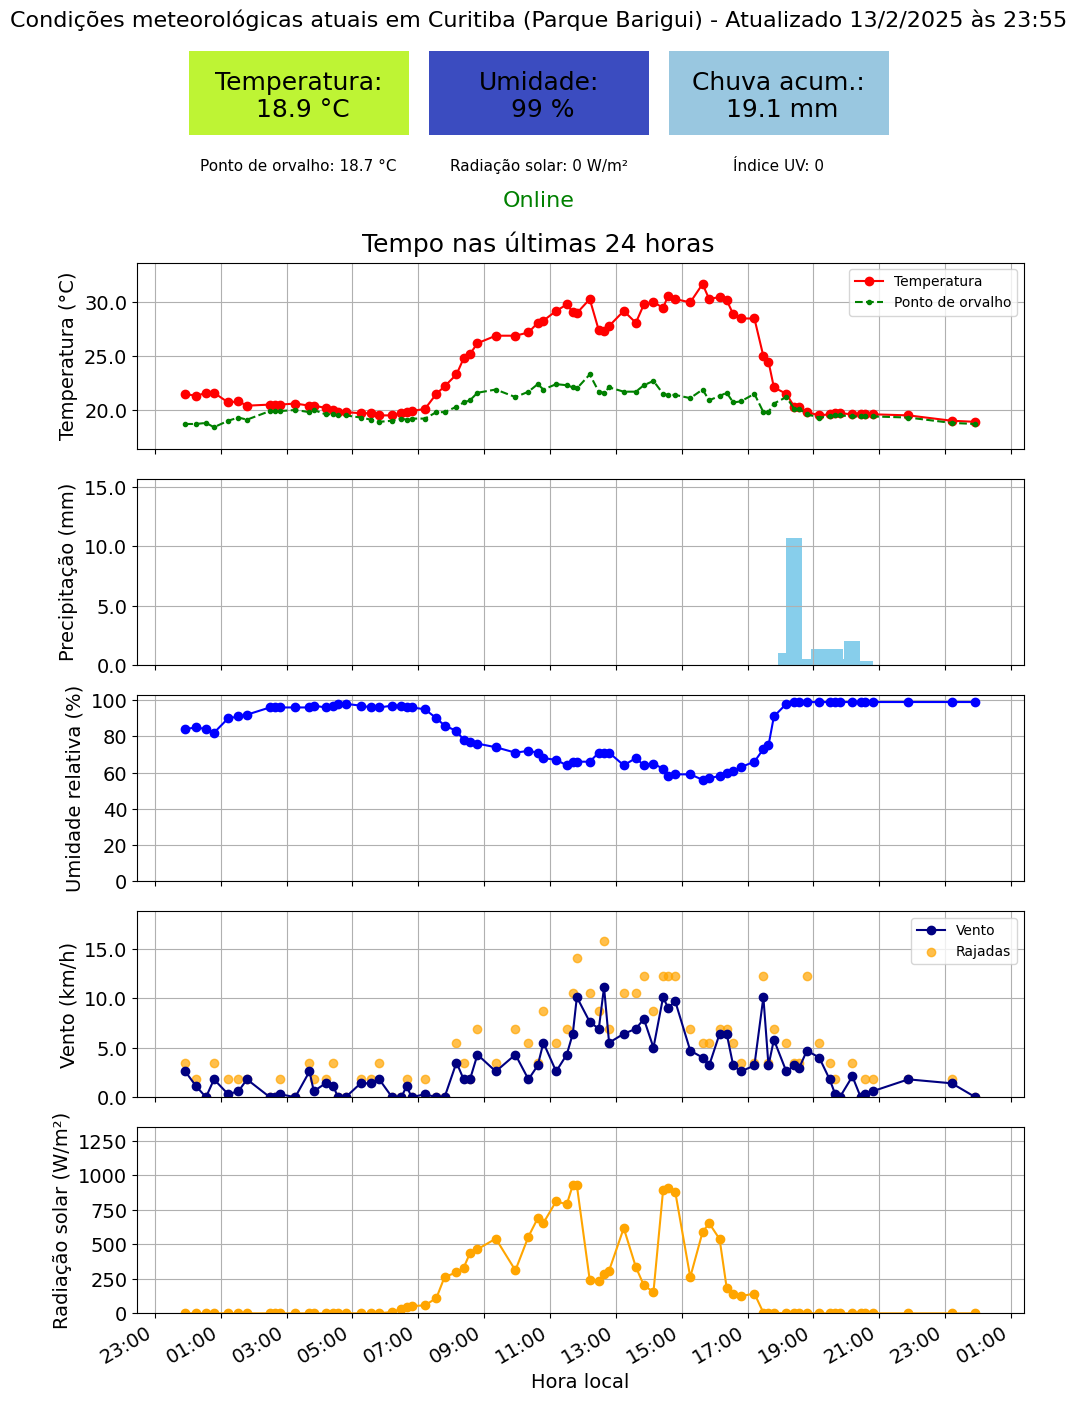 Condições meteorológicas atuais em Curitiba (Parque Barigui) - Atualizado 13/2/2025 às 23:55
Temperatura:
18.9 °C
Umidade:
99 %
Chuva acum.:
19.1 mm
Ponto de orvalho: 18.7 °C
Radiação solar: 0 W/m²
Índice UV: 0
Online
Tempo nas últimas 24 horas
Temperatura (°C)
30.0
25.0
20.0
Temperatura
Ponto de orvalho
Precipitação (mm)
15.0
10.0
5.0
0.0
Umidade relativa (%)
100
80
60
40
20
0
Vento (km/h)
15.0
10.0
5.0
0.0
Vento
Rajadas
Radiação solar (W/m²)
1250
1000
750
500
250
0
23:00
01:00
03:00
05:00
07:00
09:00
11:00
13:00
15:00
17:00
19:00
21:00
23:00
01:00
Hora local